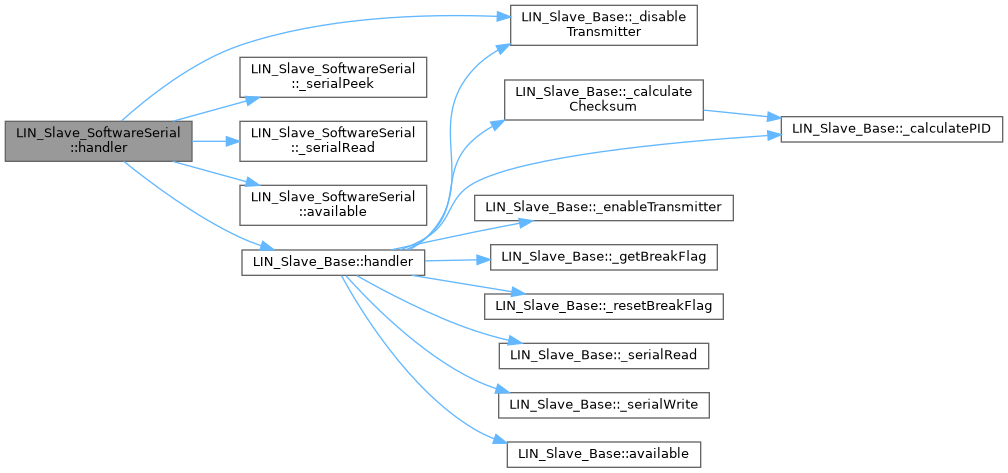 LIN_Slave_SoftwareSerial
::handler
LIN_Slave_SoftwareSerial
::_serialPeek
LIN_Slave_SoftwareSerial
::_serialRead
LIN_Slave_SoftwareSerial
::available
LIN_Slave_Base::handler
LIN_Slave_Base::_disable
Transmitter
LIN_Slave_Base::_calculate
Checksum
LIN_Slave_Base::_enableTransmitter
LIN_Slave_Base::_getBreakFlag
LIN_Slave_Base::_resetBreakFlag
LIN_Slave_Base::_serialRead
LIN_Slave_Base::_serialWrite
LIN_Slave_Base::available
LIN_Slave_Base::_calculatePID